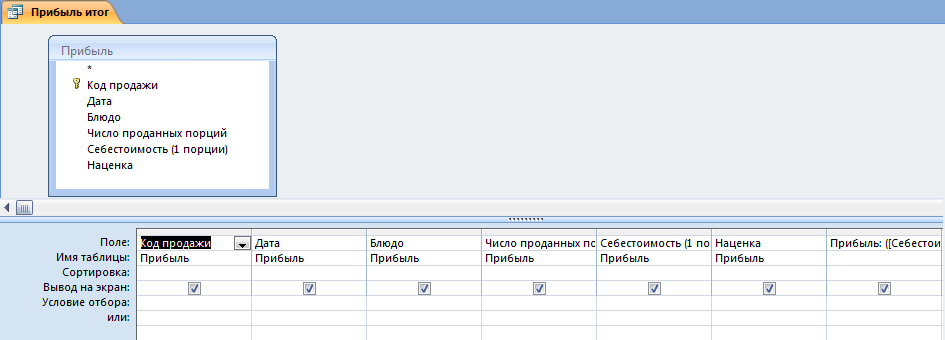 Прибыль итог
Прибыль
*
Код продажи
Дата
Блюдо
Число проданных порций
Себестоимость (1 порции)
Наценка
Поле: Код продажи Дата Блюдо Число проданных по Себестоимость (1 по Наценка Прибыль: ([Себестои
Имя таблицы: Прибыль Прибыль Прибыль Прибыль Прибыль Прибыль
Сортировка:
Вывод на экран:
Условие отбора:
или: